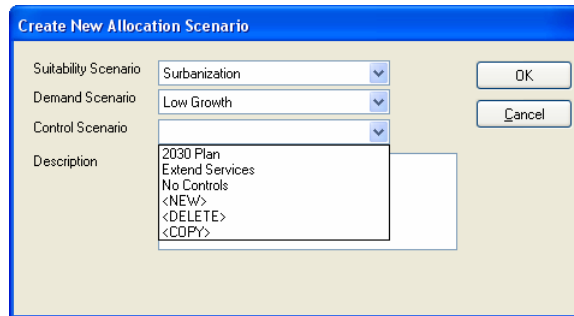 Create New Allocation Scenario
Suitability Scenario Surbanization OK
Demand Scenario Low Growth
Cancel
Control Scenario
Description
2030 Plan
Extend Services
No Controls
<NEW>
<DELETE>
<COPY>